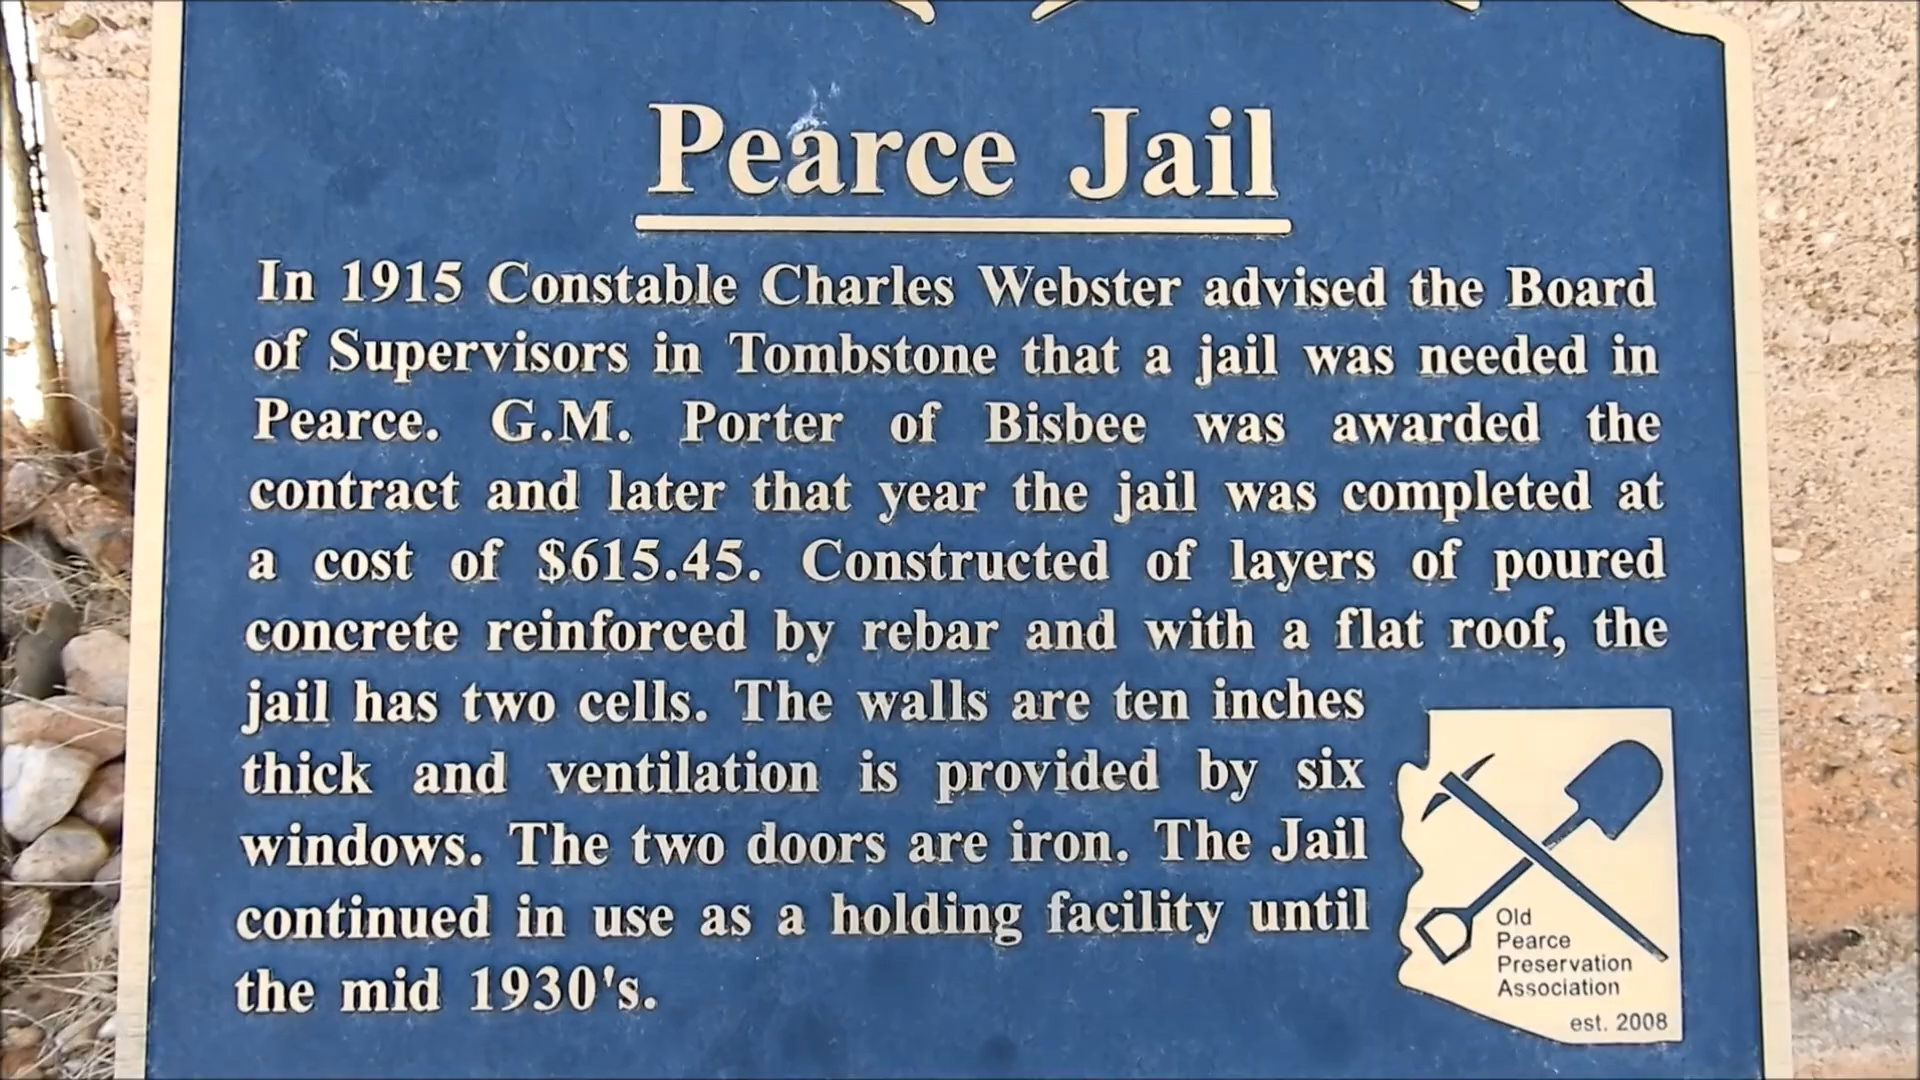 Pearce Jail
In 1915 Constable Charles Webster advised the Board
of Supervisors in Tombstone that a jail was needed in
Pearce. G.M. Porter of Bisbee was awarded the
contract and later that year the jail was completed at
a cost of $615.45. Constructed of layers of poured
concrete reinforced by rebar and with a flat roof, the
jail has two cells. The walls are ten inches
thick and ventilation is provided by six
windows. The two doors are iron. The Jail
continued in use as a holding facility until
the mid 1930's.
Old
Pearce
Preservation
Association
est. 2008